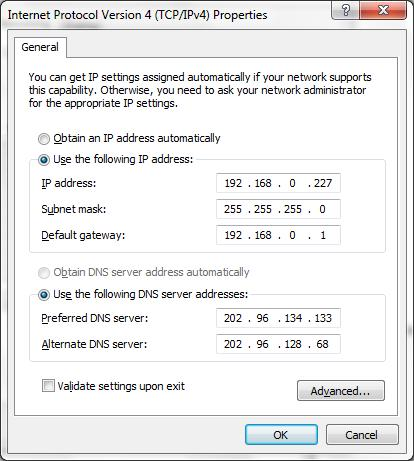 Internet Protocol Version 4 (TCP/IPv4) Properties
General
You can get IP settings assigned automatically if your network supports
this capability. Otherwise, you need to ask your network administrator
for the appropriate IP settings.
Obtain an IP address automatically
Use the following IP address:
IP address: 192 . 168 . 0 . 227
Subnet mask: 255 . 255 . 255 . 0
Default gateway: 192 . 168 . 0 . 1
Obtain DNS server address automatically
Use the following DNS server addresses:
Preferred DNS server: 202 . 96 . 134 . 133
Alternate DNS server: 202 . 96 . 128 . 68
Validate settings upon exit
Advanced...
OK Cancel